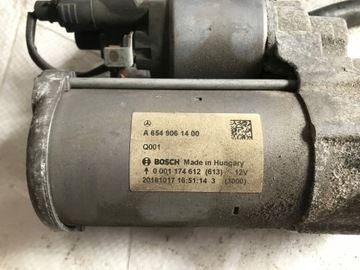 A 654 906 14 00
Q001
BOSCH Made in Hungary
0 001 174 612 (613) 12V
20161017 16:51:14 3 (3000)